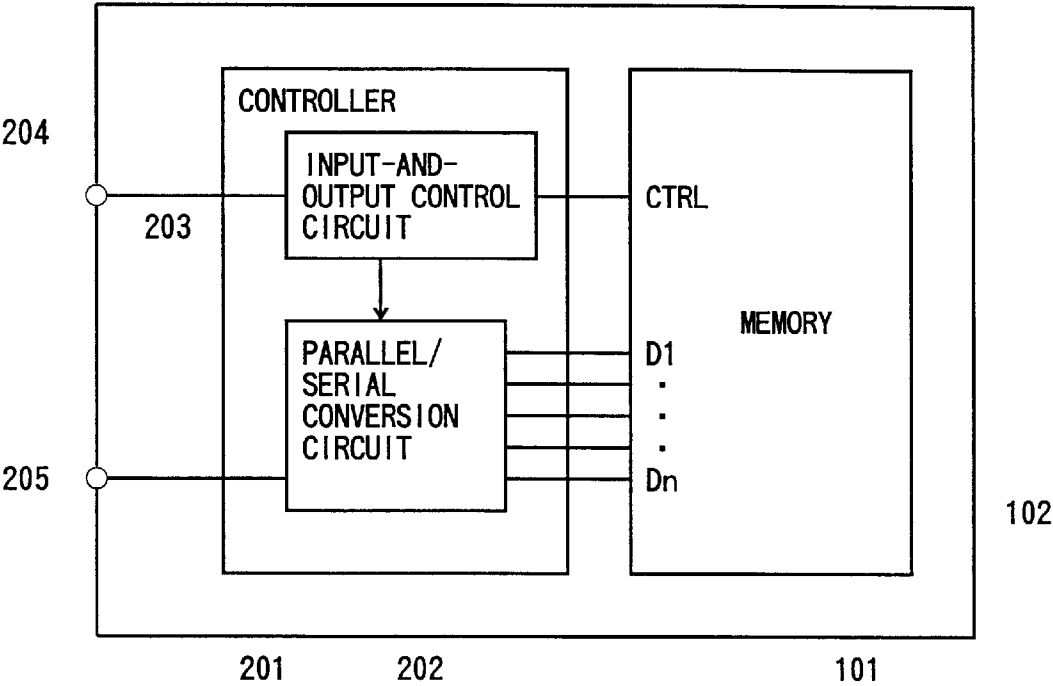 CONTROLLER
204
INPUT-AND-
OUTPUT CONTROL
CIRCUIT
CTRL
203
MEMORY
PARALLEL/
SERIAL
CONVERSION
CIRCUIT
D1
.
.
.
Dn
205
102
201
202
101